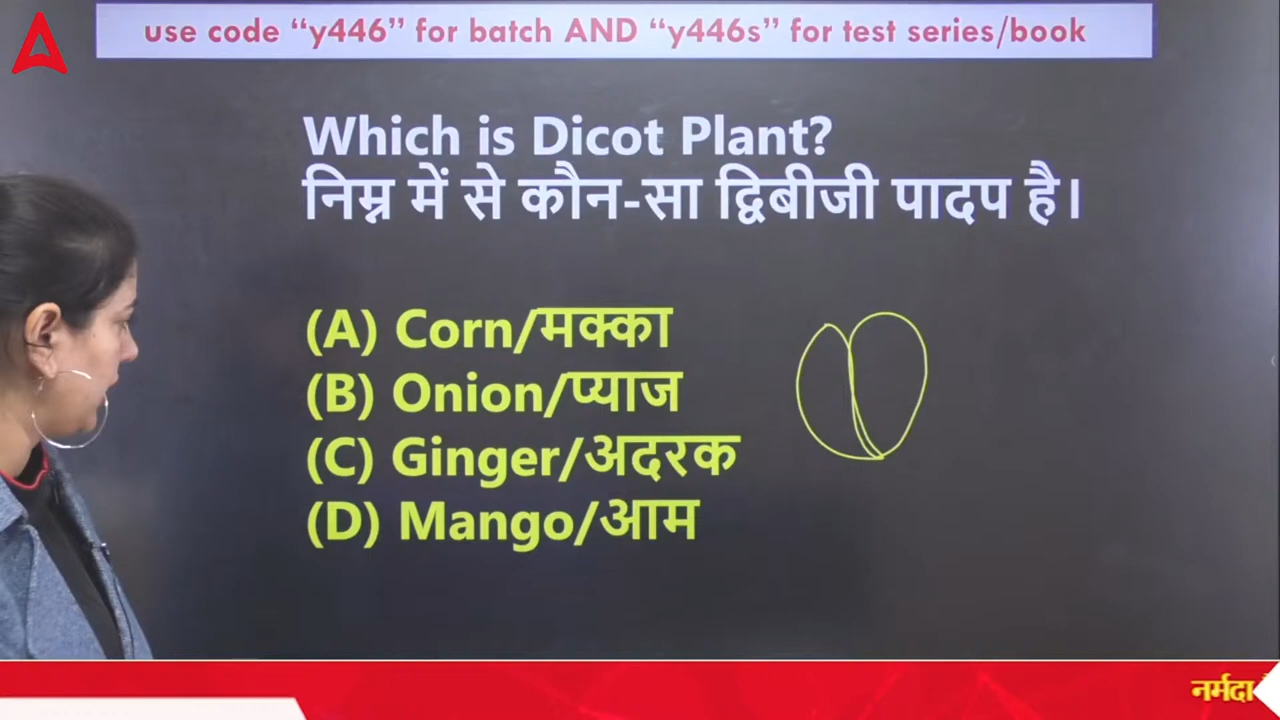 use code “y446” for batch AND “y446s” for test series/book
Which is Dicot Plant?
निम्न में से कौन-सा द्विबीजी पादप है।
(A) Corn/मक्का
(B) Onion/प्याज
(C) Ginger/अदरक
(D) Mango/आम
नर्मदा